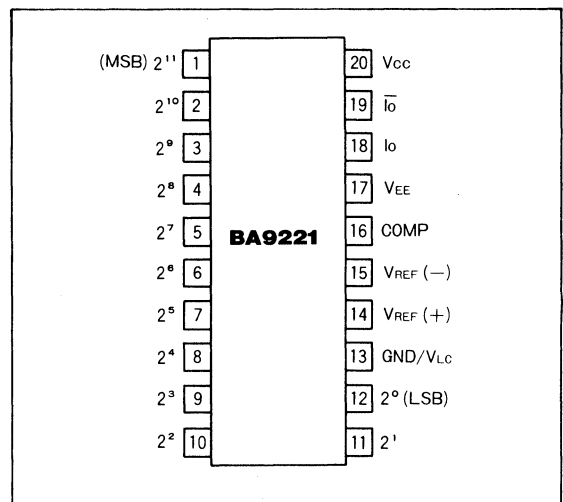 (MSB) 2¹¹ 1 20 Vcc
2¹⁰ 2 19 I̅o̅
2⁹ 3 18 Io
2⁸ 4 17 VEE
2⁷ 5 BA9221 16 COMP
2⁶ 6 15 VREF (−)
2⁵ 7 14 VREF (+)
2⁴ 8 13 GND/VLC
2³ 9 12 2⁰ (LSB)
2² 10 11 2¹